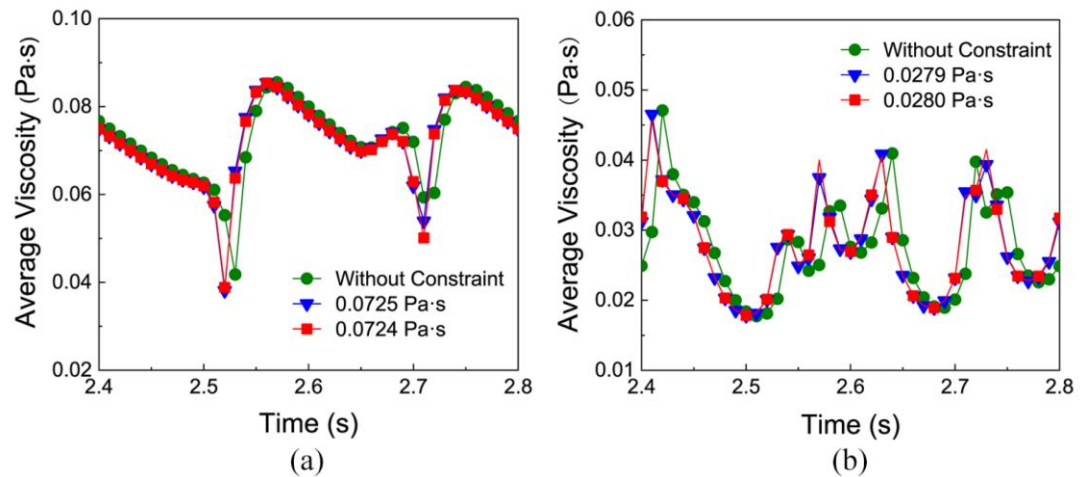 (a)
Average Viscosity (Pa·s)
0.10
0.08
0.06
0.04
0.02
2.4 2.5 2.6 2.7 2.8
Time (s)
Without Constraint
0.0725 Pa·s
0.0724 Pa·s
(a)
(b)
Average Viscosity (Pa·s)
0.06
0.05
0.04
0.03
0.02
0.01
2.4 2.5 2.6 2.7 2.8
Time (s)
Without Constraint
0.0279 Pa·s
0.0280 Pa·s
(b)